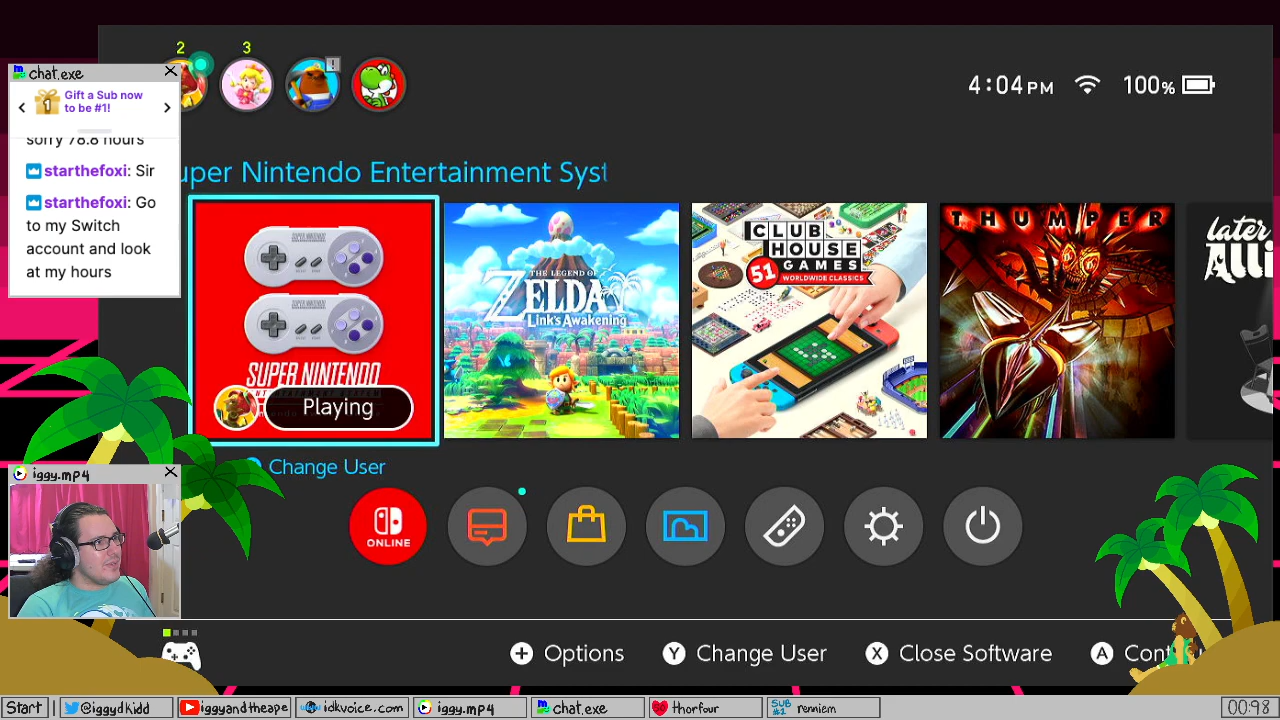 2
3
!
4:04 PM
100%
chat.exe
Gift a Sub now
to be #1!
1
sorry 78.8 hours
starthefoxi: Sir
starthefoxi: Go
to my Switch
account and look
at my hours
uper Nintendo Entertainment Syst
SUPER NINTENDO
Playing
THE LEGEND OF
ZELDA
Link's Awakening
CLUB
HOUSE
GAMES
51
WORLDWIDE CLASSICS
THUMPER
later
Alli
Change User
iggy.mp4
ONLINE
+ Options
Y Change User
X Close Software
A Cont
Start
@iggydkidd
iggyandtheape
idkvoice.com
iggy.mp4
chat.exe
thorfour
SUB
#2
renniem
00:98